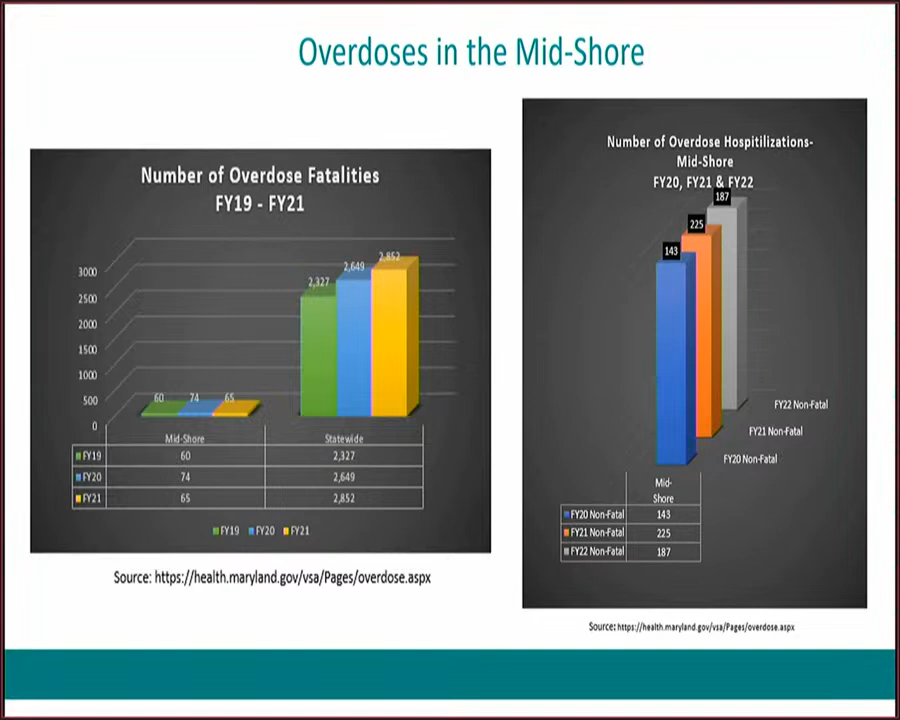 Overdoses in the Mid-Shore
Number of Overdose Fatalities
FY19 - FY21
3000
2500
2000
1500
1000
500
0
60 74 65
2,327 2,649 2,852
Mid-Shore Statewide
FY19 60 2,327
FY20 74 2,649
FY21 65 2,852
FY19 FY20 FY21
Source: https://health.maryland.gov/vsa/Pages/overdose.aspx
Number of Overdose Hospitilizations-
Mid-Shore
FY20, FY21 & FY22
187
225
143
FY22 Non-Fatal
FY21 Non-Fatal
FY20 Non-Fatal
Mid-
Shore
FY20 Non-Fatal 143
FY21 Non-Fatal 225
FY22 Non-Fatal 187
Source: https://health.maryland.gov/vsa/Pages/overdose.aspx